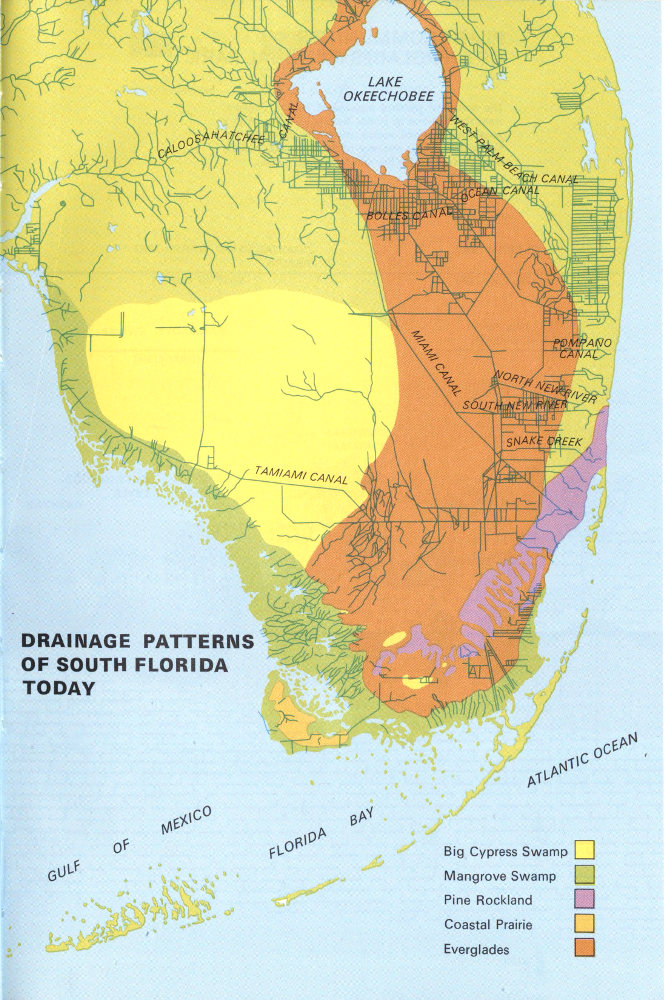 LAKE
OKEECHOBEE
CALOOSAHATCHEE
CANAL
WEST PALM BEACH CANAL
OCEAN CANAL
BOLLES CANAL
POMPANO
CANAL
MIAMI CANAL
NORTH NEW RIVER
SOUTH NEW RIVER
SNAKE CREEK
TAMIAMI CANAL
DRAINAGE PATTERNS
OF SOUTH FLORIDA
TODAY
GULF OF MEXICO
FLORIDA BAY
ATLANTIC OCEAN
Big Cypress Swamp
Mangrove Swamp
Pine Rockland
Coastal Prairie
Everglades